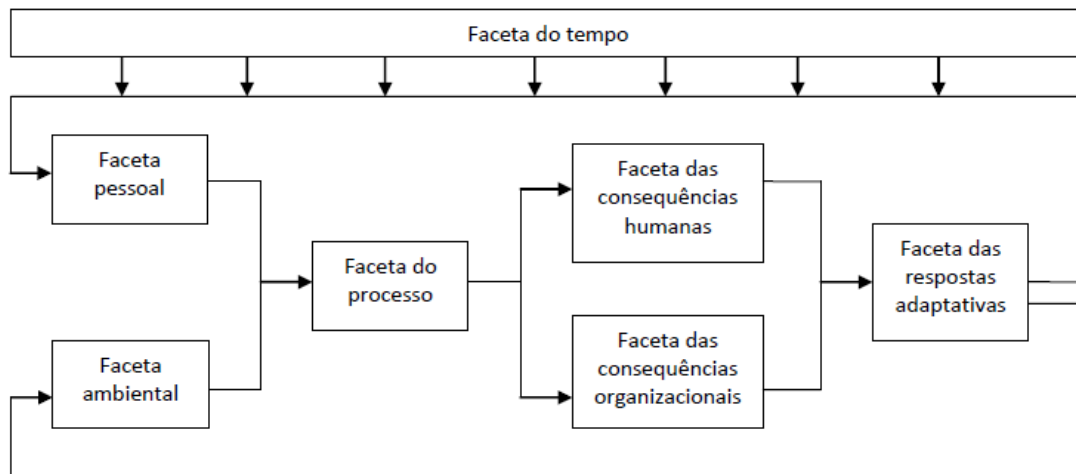 Faceta do tempo
Faceta
pessoal
Faceta das
consequências
humanas
Faceta do
processo
Faceta das
respostas
adaptativas
Faceta
ambiental
Faceta das
consequências
organizacionais